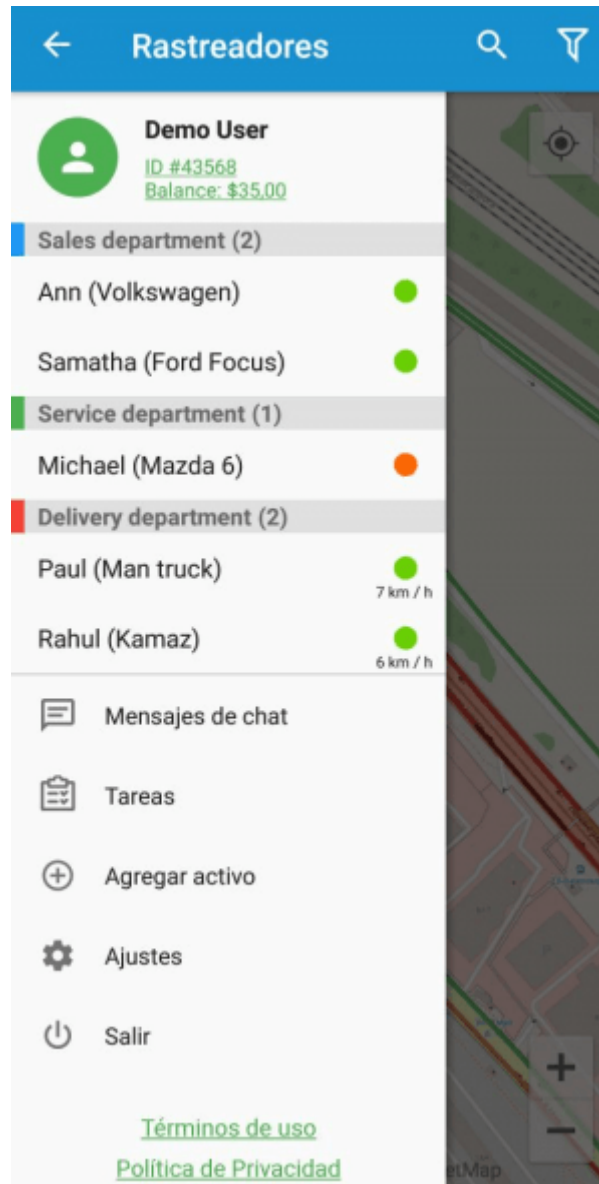 Rastreadores
Demo User
ID #43568
Balance: $35,00
Sales department (2)
Ann (Volkswagen)
Samatha (Ford Focus)
Service department (1)
Michael (Mazda 6)
Delivery department (2)
Paul (Man truck)
7 km / h
Rahul (Kamaz)
6 km / h
Mensajes de chat
Tareas
Agregar activo
Ajustes
Salir
Términos de uso
Política de Privacidad
etMap